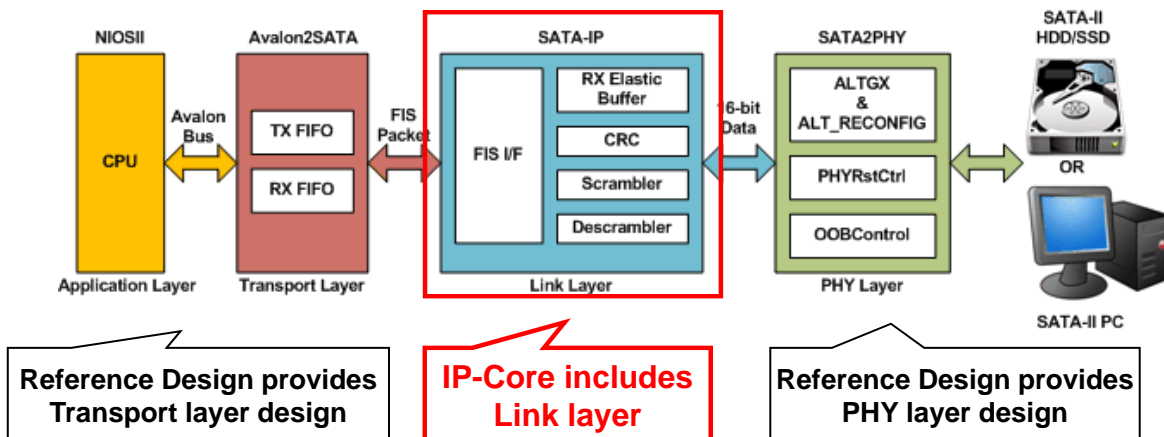 NIOSII
CPU
Application Layer
Avalon
Bus
Avalon2SATA
TX FIFO
RX FIFO
Transport Layer
FIS
Packet
SATA-IP
FIS I/F
RX Elastic
Buffer
CRC
Scrambler
Descrambler
Link Layer
16-bit
Data
SATA2PHY
ALTGX
&
ALT_RECONFIG
PHYRstCtrl
OOBControl
PHY Layer
SATA-II
HDD/SSD
OR
SATA-II PC
Reference Design provides
Transport layer design
IP-Core includes
Link layer
Reference Design provides
PHY layer design